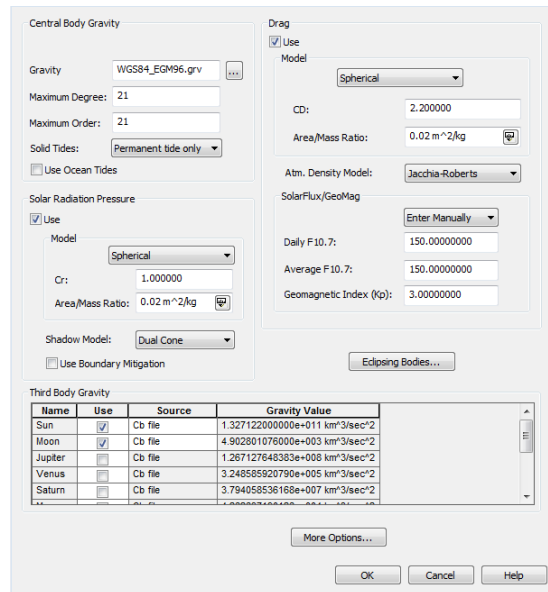 Central Body Gravity
Gravity WGS84_EGM96.grv ...
Maximum Degree: 21
Maximum Order: 21
Solid Tides: Permanent tide only
Use Ocean Tides
Solar Radiation Pressure
Use
Model
Spherical
Cr: 1.000000
Area/Mass Ratio: 0.02 m^2/kg
Shadow Model: Dual Cone
Use Boundary Mitigation
Drag
Use
Model
Spherical
CD: 2.200000
Area/Mass Ratio: 0.02 m^2/kg
Atm. Density Model: Jacchia-Roberts
SolarFlux/GeoMag
Enter Manually
Daily F10.7: 150.00000000
Average F10.7: 150.00000000
Geomagnetic Index (Kp): 3.00000000
Eclipsing Bodies...
Third Body Gravity
Name Use Source Gravity Value
Sun Cb file 1.327122000000e+011 km^3/sec^2
Moon Cb file 4.902801076000e+003 km^3/sec^2
Jupiter Cb file 1.267127648383e+008 km^3/sec^2
Venus Cb file 3.248585920790e+005 km^3/sec^2
Saturn Cb file 3.794058536168e+007 km^3/sec^2
More Options...
OK Cancel Help